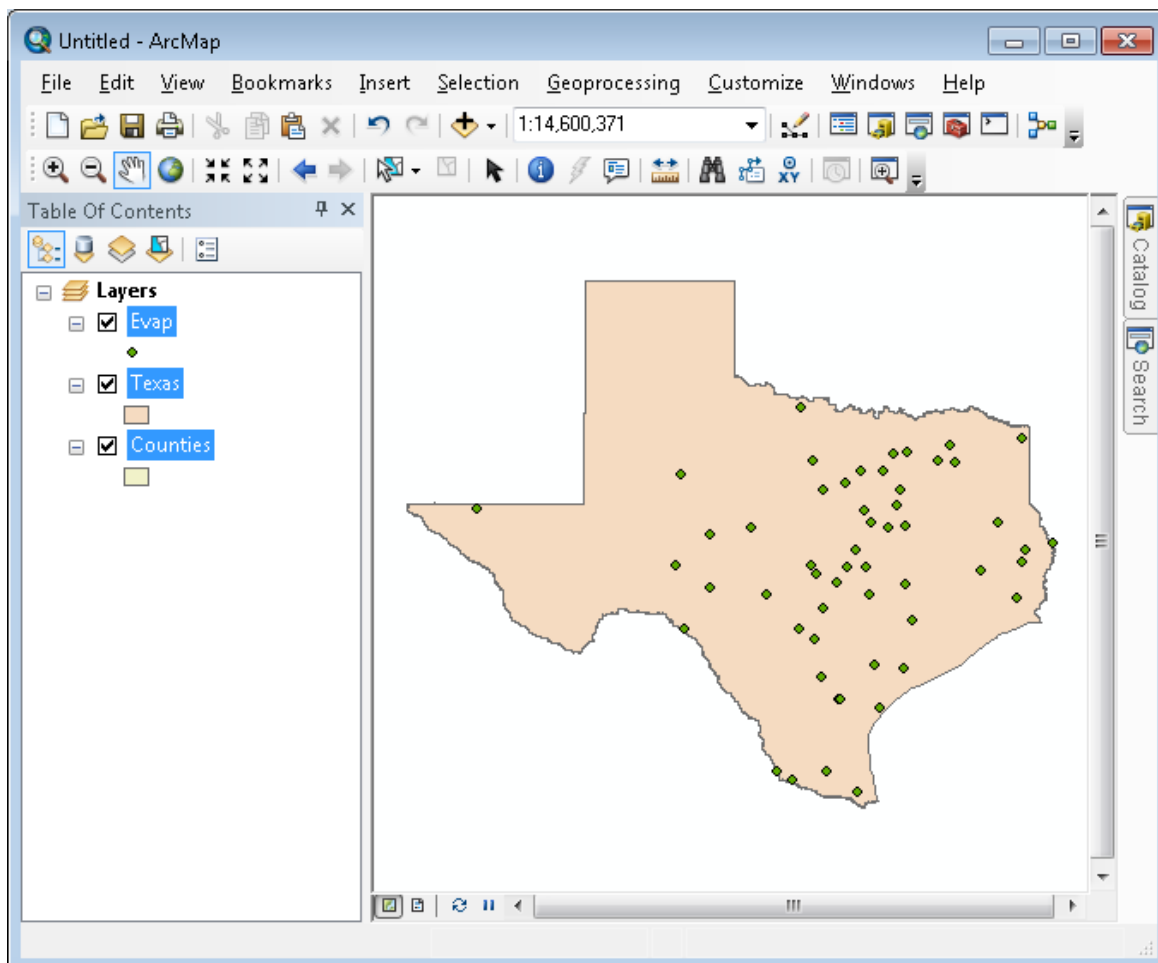 Untitled - ArcMap
File Edit View Bookmarks Insert Selection Geoprocessing Customize Windows Help
1:14,600,371
XY
Table Of Contents
Layers
Evap
Texas
Counties
Catalog
Search